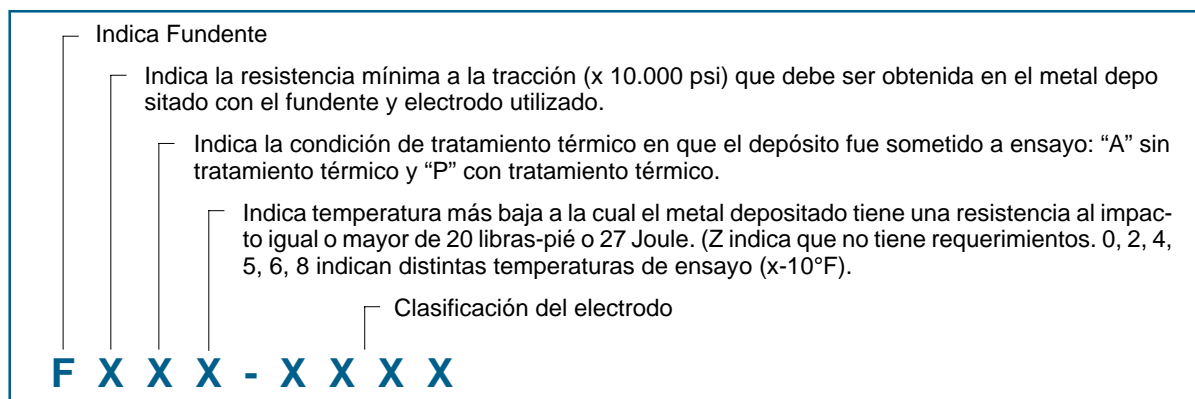 Indica Fundente
Indica la resistencia mínima a la tracción (x 10.000 psi) que debe ser obtenida en el metal depo
sitado con el fundente y electrodo utilizado.
Indica la condición de tratamiento térmico en que el depósito fue sometido a ensayo: “A” sin
tratamiento térmico y “P” con tratamiento térmico.
Indica temperatura más baja a la cual el metal depositado tiene una resistencia al impac-
to igual o mayor de 20 libras-pié o 27 Joule. (Z indica que no tiene requerimientos. 0, 2, 4,
5, 6, 8 indican distintas temperaturas de ensayo (x-10°F).
Clasificación del electrodo
F X X X - X X X X